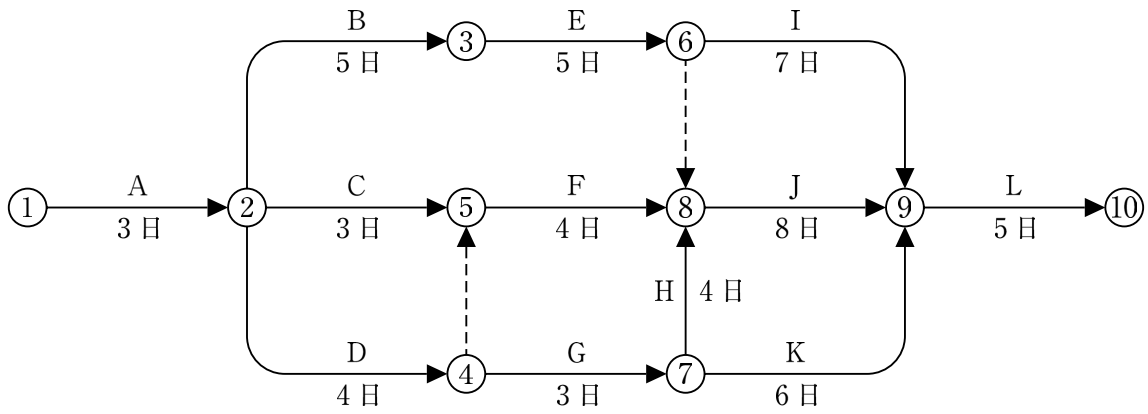 B E I
③ ⑥
5日 5日 7日
A C F J L
① ② ⑤ ⑧ ⑨ ⑩
3日 3日 4日 8日 5日
H 4日
D G K
④ ⑦
4日 3日 6日